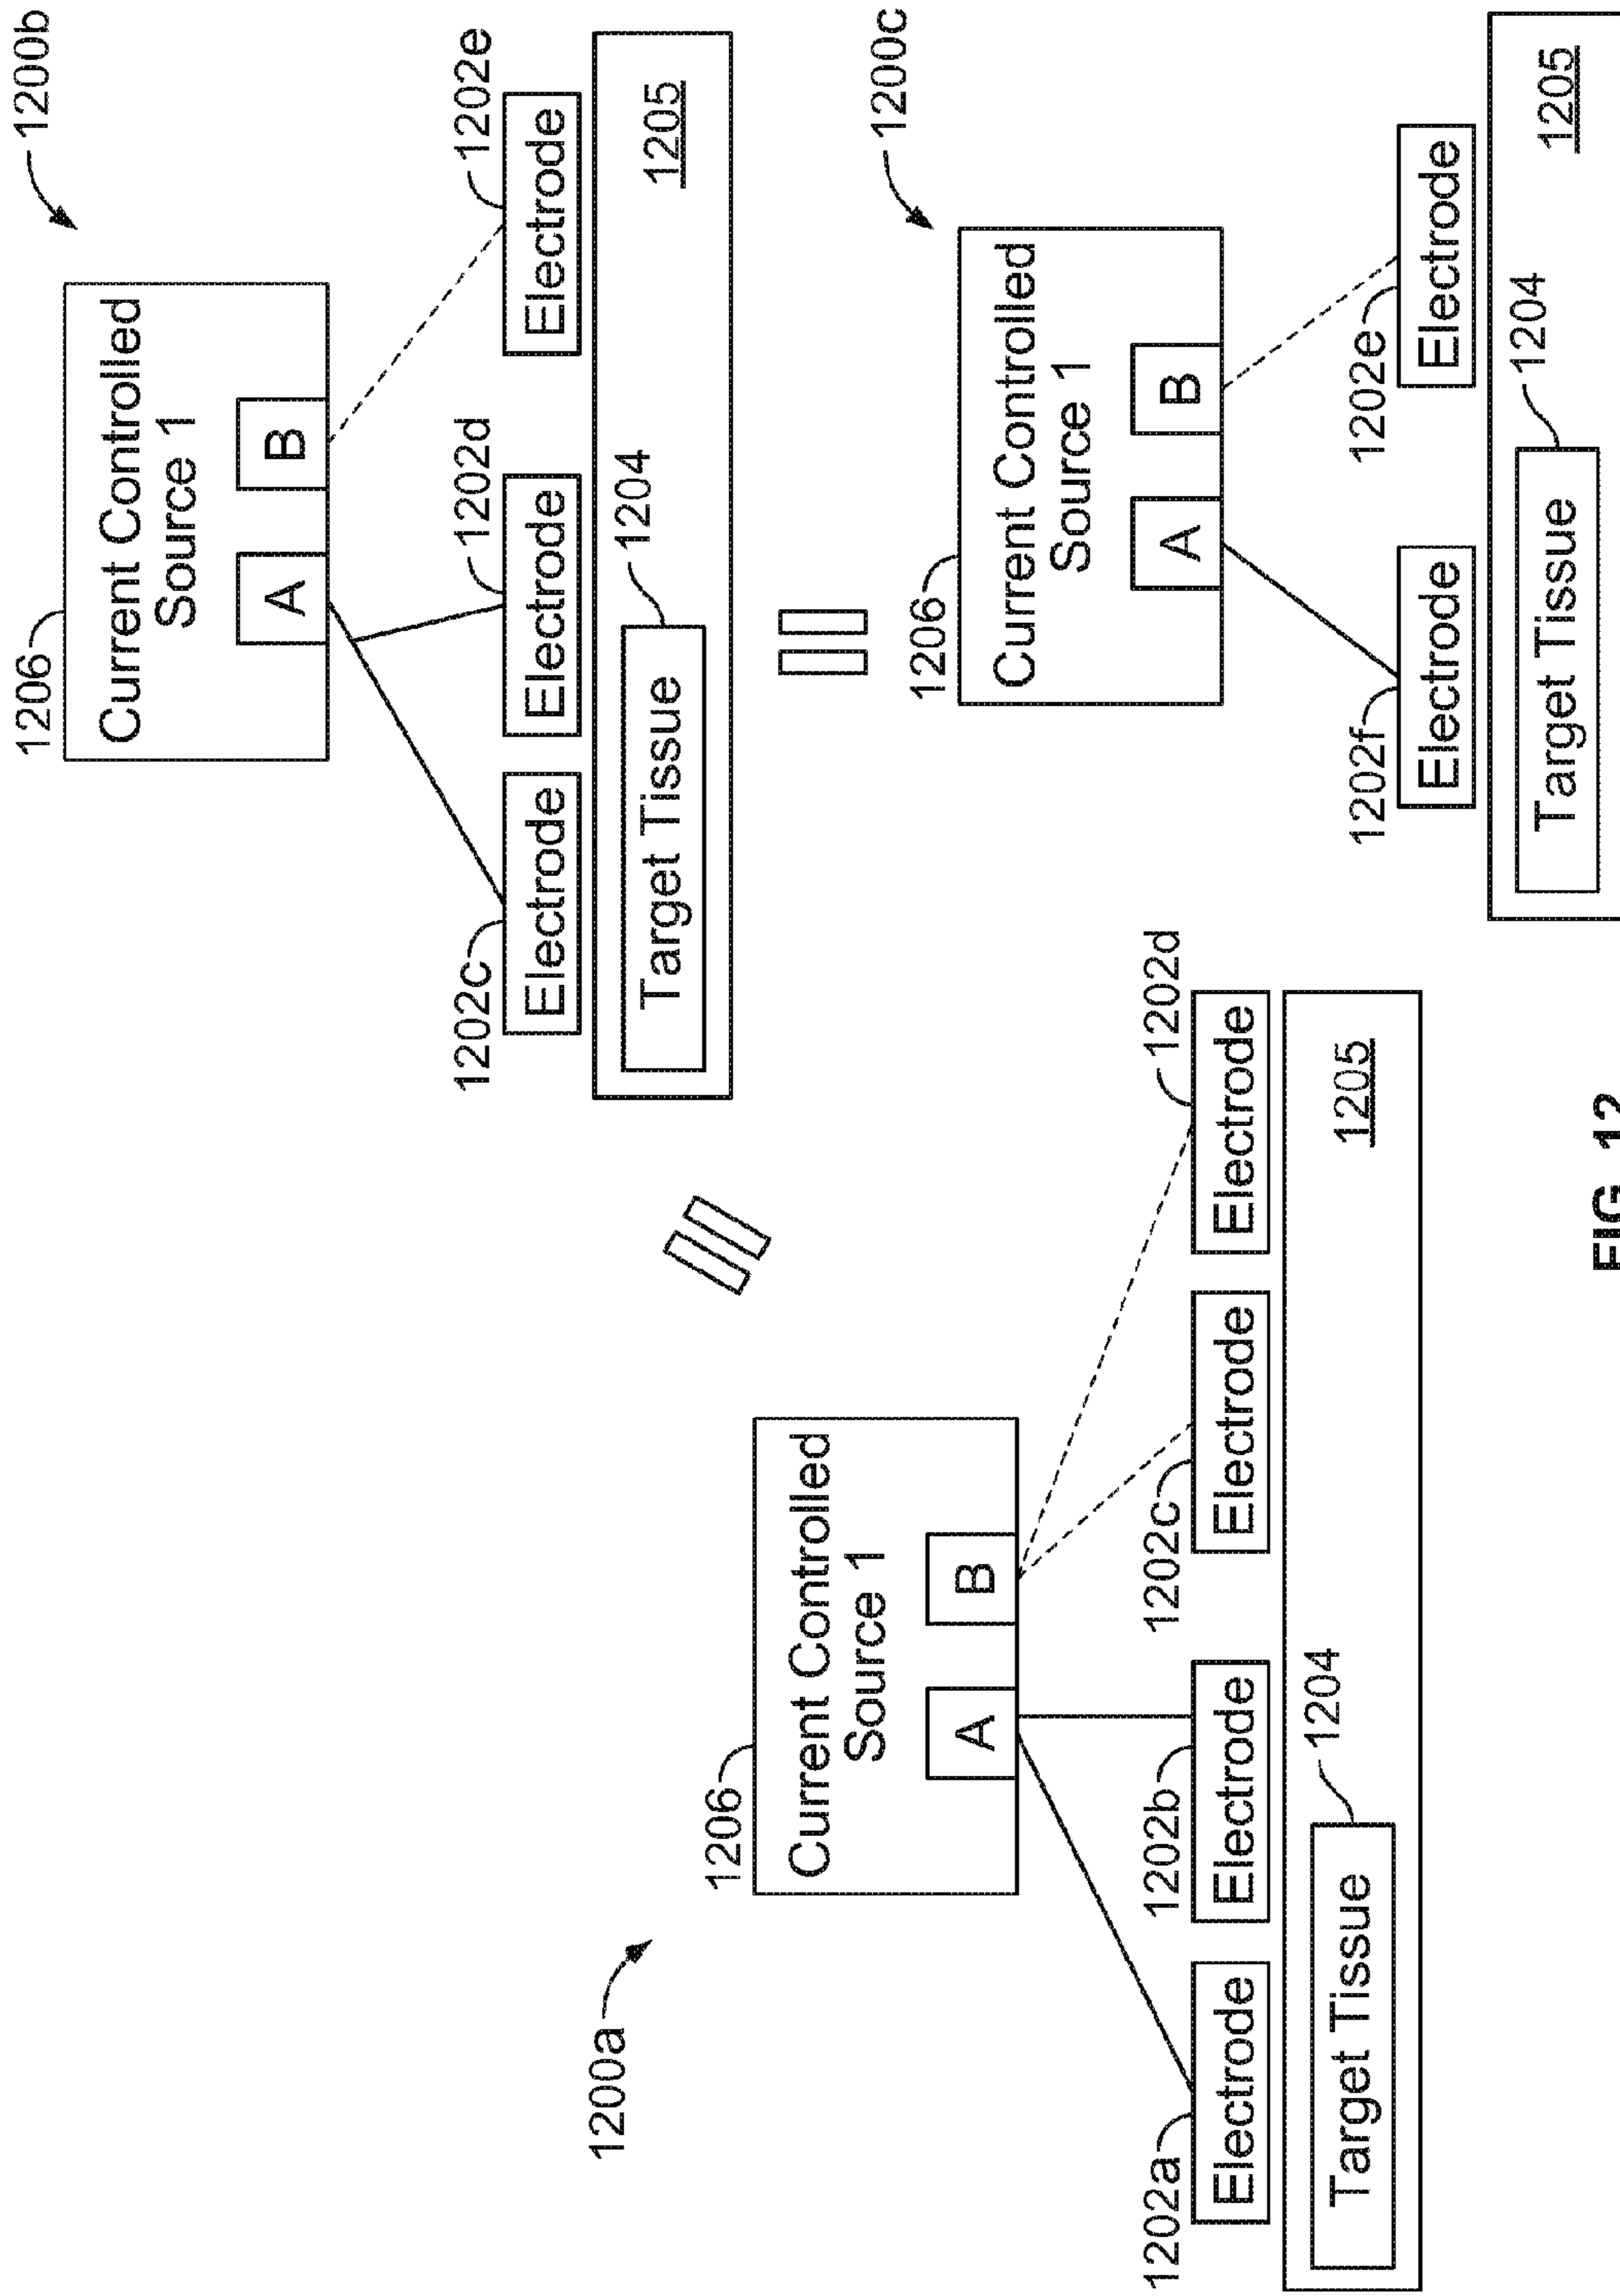 1200a
1206
Current Controlled
Source 1
A
B
1202a
1202b
1202c
1202d
Electrode
Electrode
Electrode
Electrode
1204
Target Tissue
1205
1200b
1206
Current Controlled
Source 1
A
B
1202c
1202d
1202e
Electrode
Electrode
Electrode
1204
Target Tissue
1205
1200c
1206
Current Controlled
Source 1
A
B
1202f
1202e
Electrode
Electrode
1204
Target Tissue
1205
FIG. 12